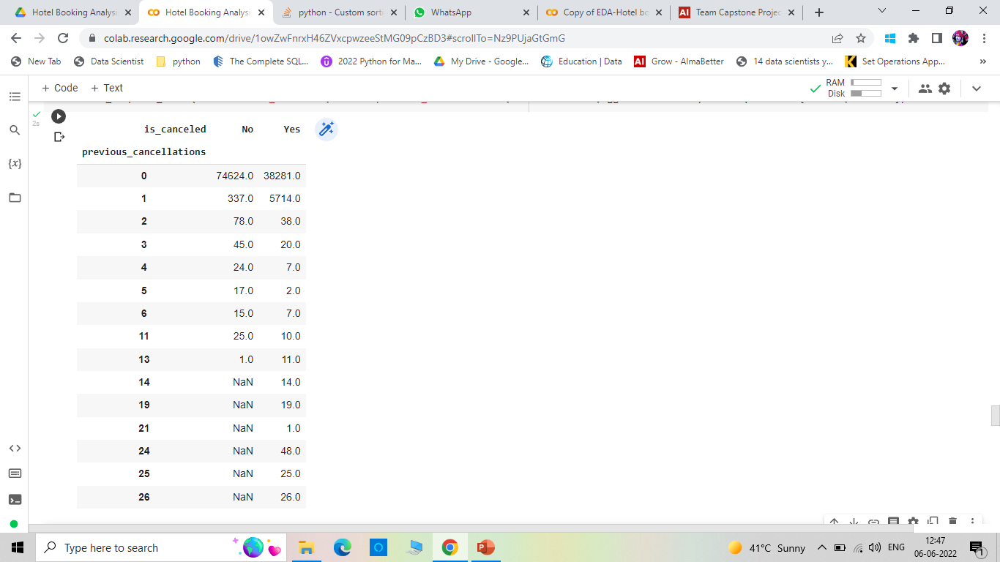 Hotel Booking Analysi
Hotel Booking Analysi
python - Custom sorti
WhatsApp
Copy of EDA-Hotel bo
Team Capstone Projec
colab.research.google.com/drive/1owZwFnrxH46ZVxcpwzeeStMG09pCzBD3#scrollTo=Nz9PUjaGtGmG
New Tab
Data Scientist
python
The Complete SQL...
2022 Python for Ma...
My Drive - Google...
Education | Data
AI Grow - AlmaBetter
14 data scientists y...
Set Operations App...
+ Code + Text
RAM
Disk
2s
is_canceled No Yes
previous_cancellations
0 74624.0 38281.0
1 337.0 5714.0
2 78.0 38.0
3 45.0 20.0
4 24.0 7.0
5 17.0 2.0
6 15.0 7.0
11 25.0 10.0
13 1.0 11.0
14 NaN 14.0
19 NaN 19.0
21 NaN 1.0
24 NaN 48.0
25 NaN 25.0
26 NaN 26.0
Type here to search
41°C Sunny
ENG
12:47
06-06-2022
1